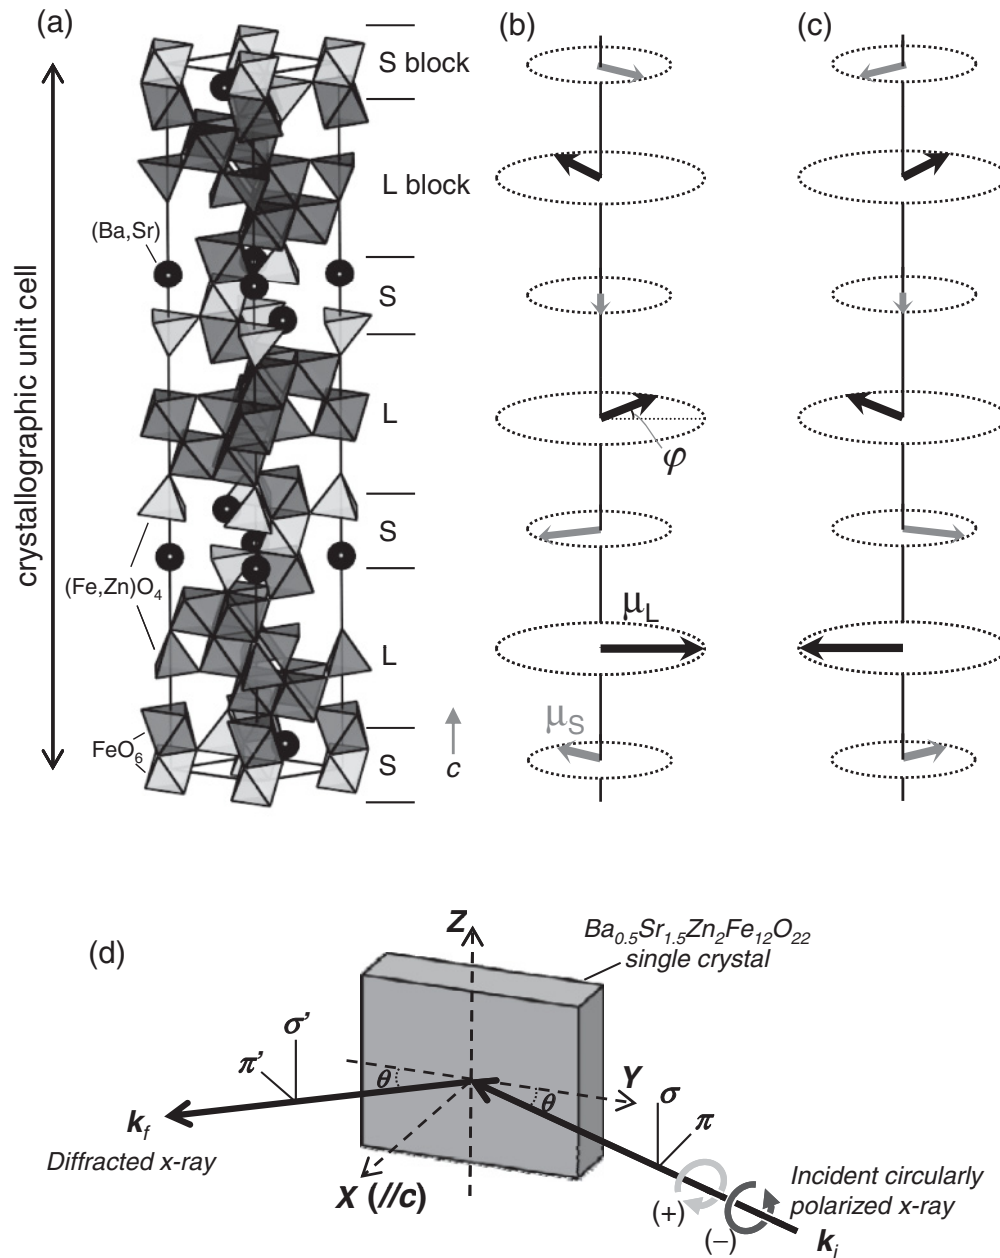 (a)
(b)
(c)
S block
L block
(Ba,Sr)
S
L
S
(Fe,Zn)O4
L
FeO6
S
c
crystallographic unit cell
φ
μL
μS
(d)
Z
Ba0.5Sr1.5Zn2Fe12O22
single crystal
σ'
π'
θ
θ
Y
σ
π
kf
Diffracted x-ray
X (//c)
(+)
(−)
Incident circularly
polarized x-ray
ki